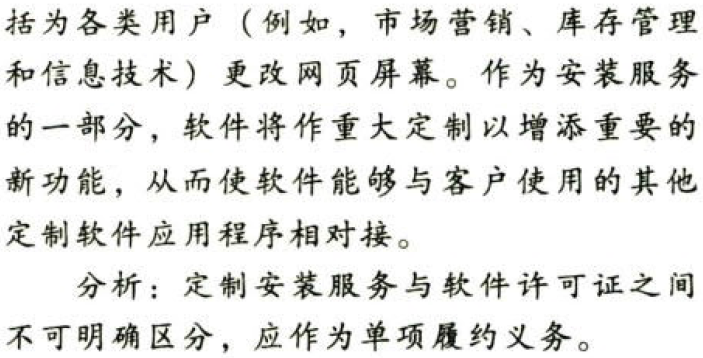 括为各类用户（例如，市场营销、库存管理
和信息技术）更改网页屏幕。作为安装服务
的一部分，软件将作重大定制以增添重要的
新功能，从而使软件能够与客户使用的其他
定制软件应用程序相对接。
分析：定制安装服务与软件许可证之间
不可明确区分，应作为单项履约义务。